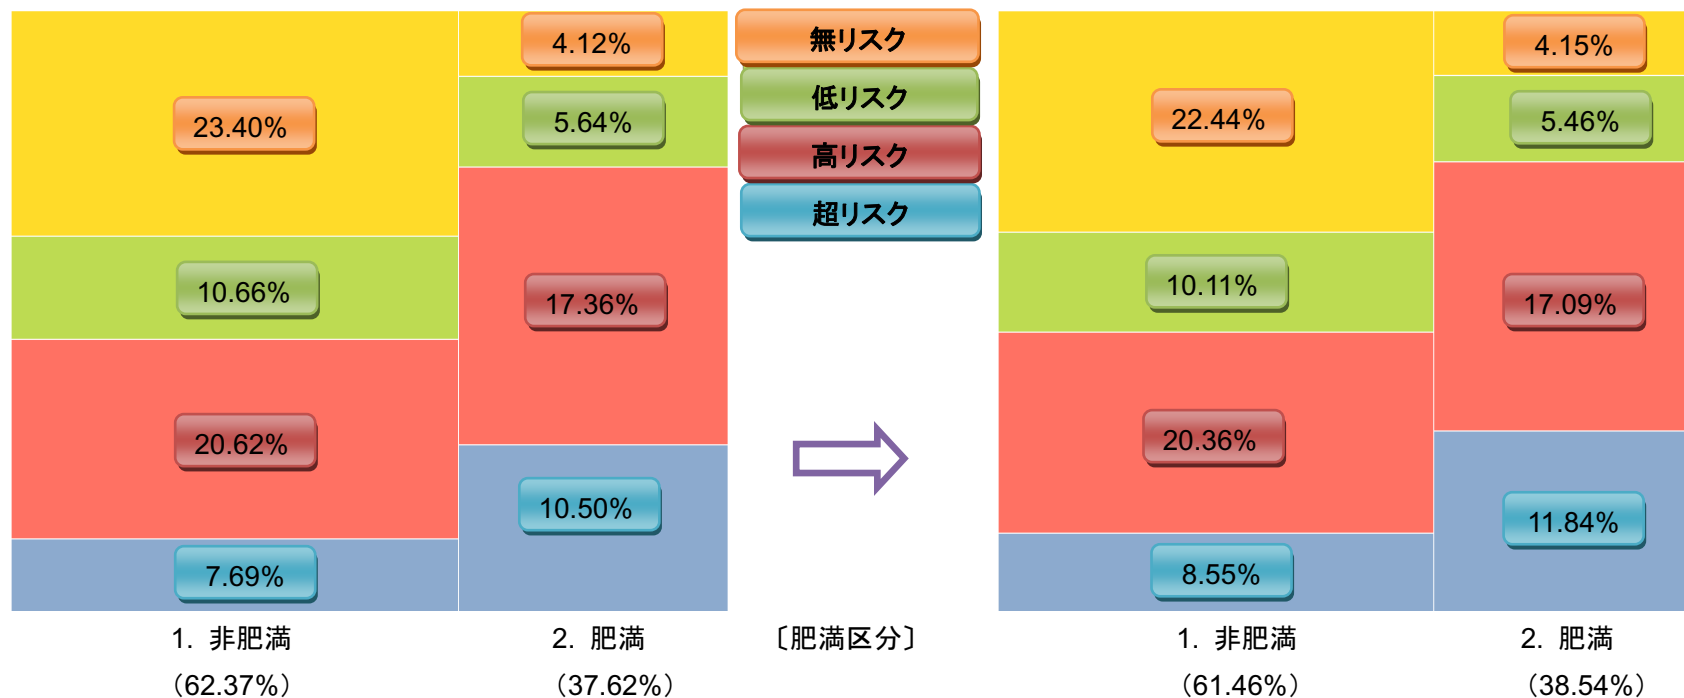 4.12%
無リスク
4.15%
23.40%
5.64%
低リスク
22.44%
5.46%
高リスク
超リスク
10.66%
17.36%
10.11%
17.09%
20.62%
10.50%
20.36%
11.84%
7.69%
8.55%
1. 非肥満
2. 肥満
〔肥満区分〕
1. 非肥満
2. 肥満
（62.37%）
（37.62%）
（61.46%）
（38.54%）